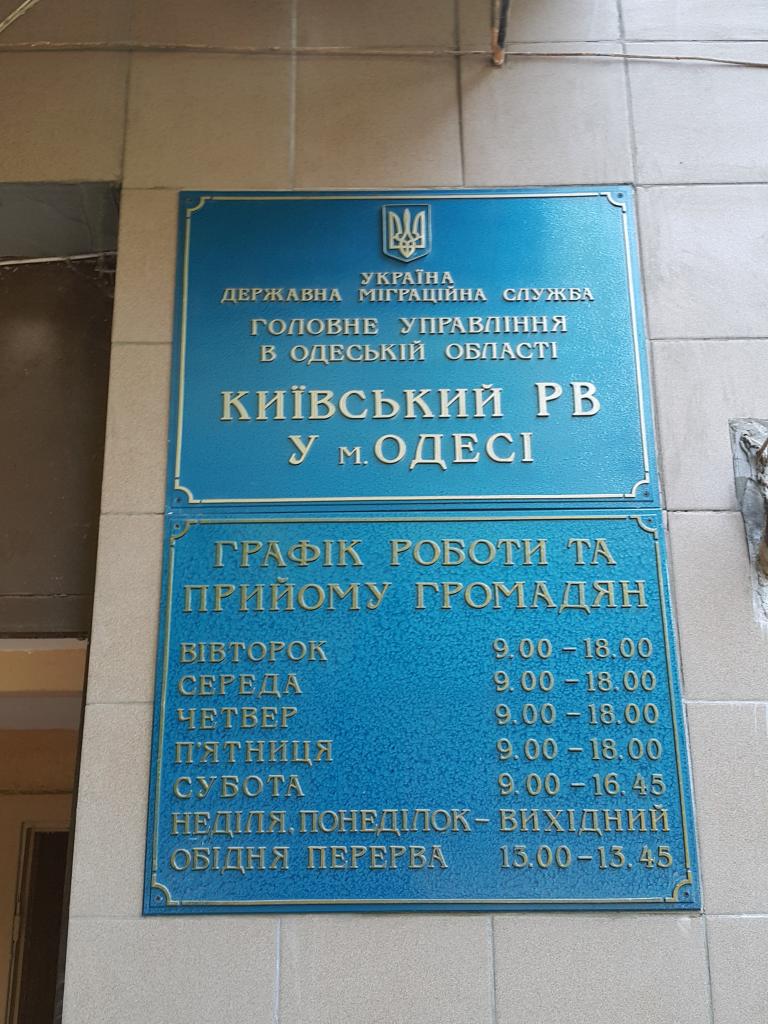 УКРАЇНА
ДЕРЖАВНА МІГРАЦІЙНА СЛУЖБА
ГОЛОВНЕ УПРАВЛІННЯ
В ОДЕСЬКІЙ ОБЛАСТІ
КИЇВСЬКИЙ РВ
У М. ОДЕСІ
ГРАФІК РОБОТИ ТА
ПРИЙОМУ ГРОМАДЯН
ВІВТОРОК 9.00 – 18.00
СЕРЕДА 9.00 – 18.00
ЧЕТВЕР 9.00 – 18.00
П'ЯТНИЦЯ 9.00 – 18.00
СУБОТА 9.00 – 16.45
НЕДІЛЯ, ПОНЕДІЛОК – ВИХІДНИЙ
ОБІДНЯ ПЕРЕРВА 13.00 – 13.45